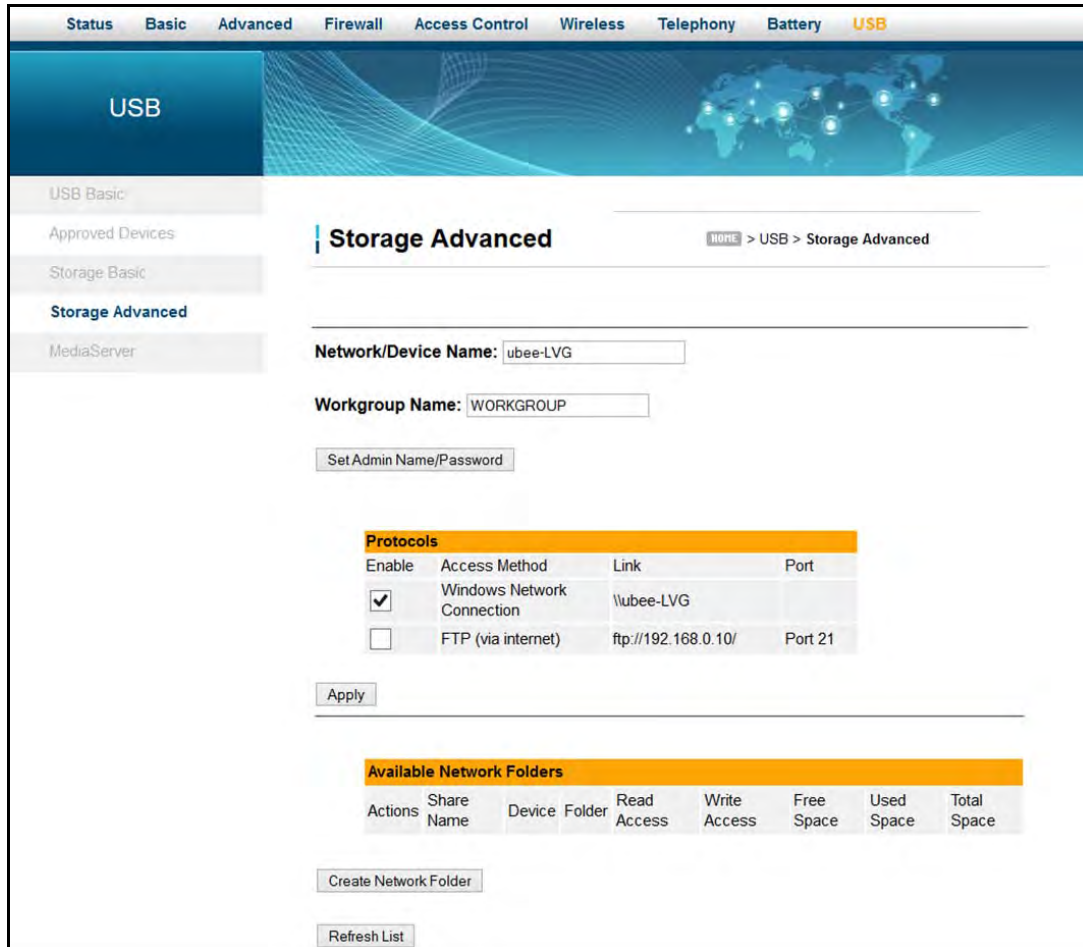 Status Basic Advanced Firewall Access Control Wireless Telephony Battery USB
USB
USB Basic
Approved Devices
Storage Basic
Storage Advanced
MediaServer
Storage Advanced
HOME > USB > Storage Advanced
Network/Device Name: ubee-LVG
Workgroup Name: WORKGROUP
Set Admin Name/Password
Protocols
Enable Access Method Link Port
Windows Network
Connection
\\ubee-LVG
FTP (via internet) ftp://192.168.0.10/ Port 21
Apply
Available Network Folders
Actions Share Name Device Folder Read Access Write Access Free Space Used Space Total Space
Create Network Folder
Refresh List